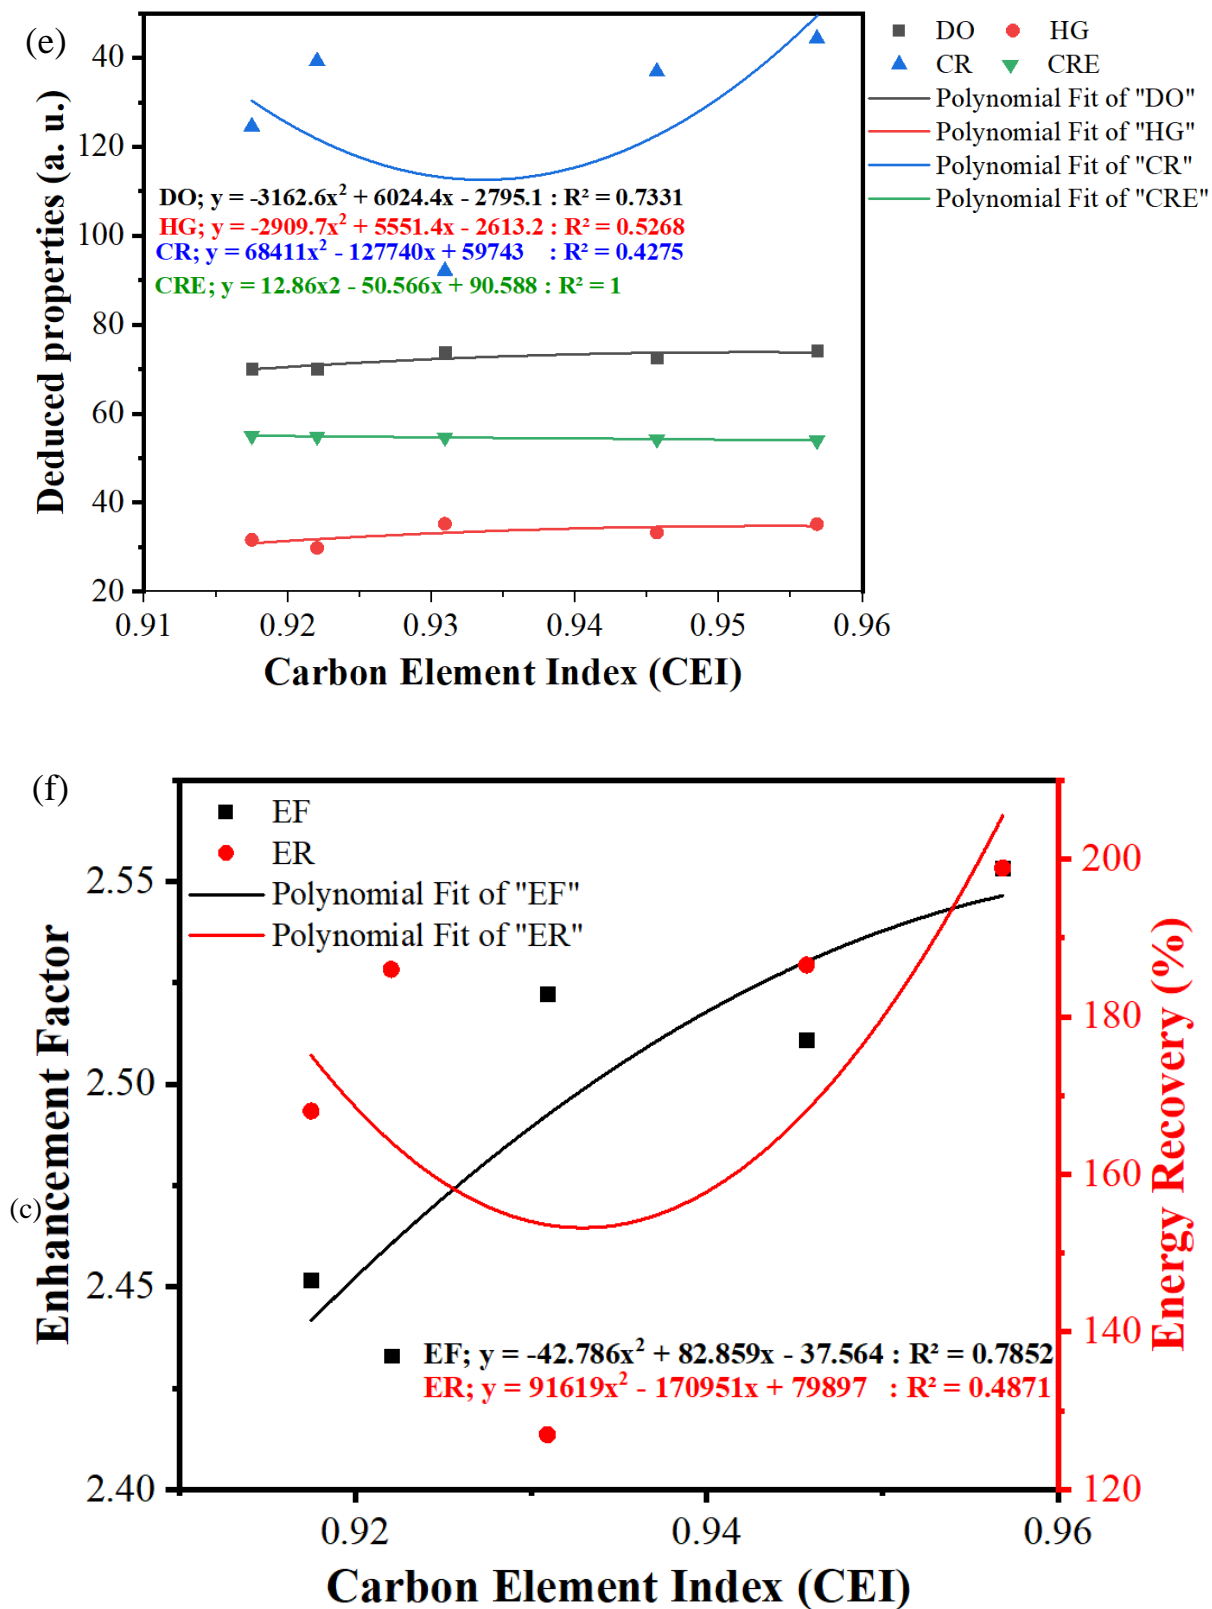 (e)
DO
HG
CR
CRE
Polynomial Fit of "DO"
Polynomial Fit of "HG"
Polynomial Fit of "CR"
Polynomial Fit of "CRE"
40
120
100
80
60
40
20
Deduced properties (a. u.)
DO; y = -3162.6x² + 6024.4x - 2795.1 : R² = 0.7331
HG; y = -2909.7x² + 5551.4x - 2613.2 : R² = 0.5268
CR; y = 68411x² - 127740x + 59743 : R² = 0.4275
CRE; y = 12.86x2 - 50.566x + 90.588 : R² = 1
0.91 0.92 0.93 0.94 0.95 0.96
Carbon Element Index (CEI)
(f)
EF
ER
Polynomial Fit of "EF"
Polynomial Fit of "ER"
2.55
2.50
2.45
2.40
Enhancement Factor
(c)
200
180
160
140
120
Energy Recovery (%)
EF; y = -42.786x² + 82.859x - 37.564 : R² = 0.7852
ER; y = 91619x² - 170951x + 79897 : R² = 0.4871
0.92 0.94 0.96
Carbon Element Index (CEI)